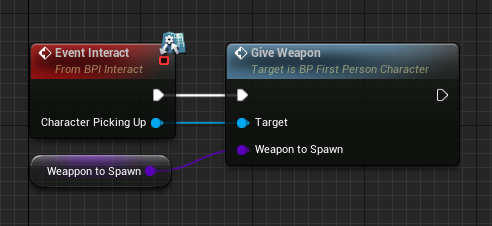 Event Interact
From BPI Interact
Character Picking Up
Weappon to Spawn
Give Weapon
Target is BP First Person Character
Target
Weapon to Spawn